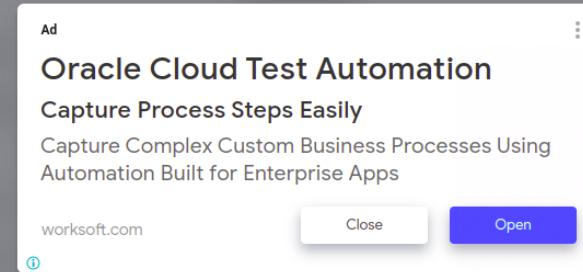 Ad
Oracle Cloud Test Automation
Capture Process Steps Easily
Capture Complex Custom Business Processes Using
Automation Built for Enterprise Apps
worksoft.com
Close
Open